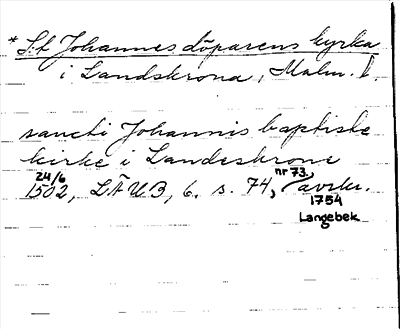 * S:t Johannes döparens kyrka
i Landskrona, Malm. l.
sancti Johannis baptiste
kirke i Landeskrone
24/6 nr 73,
1502, LÄUB, 6. s. 74, avskr.
1754
Langebek